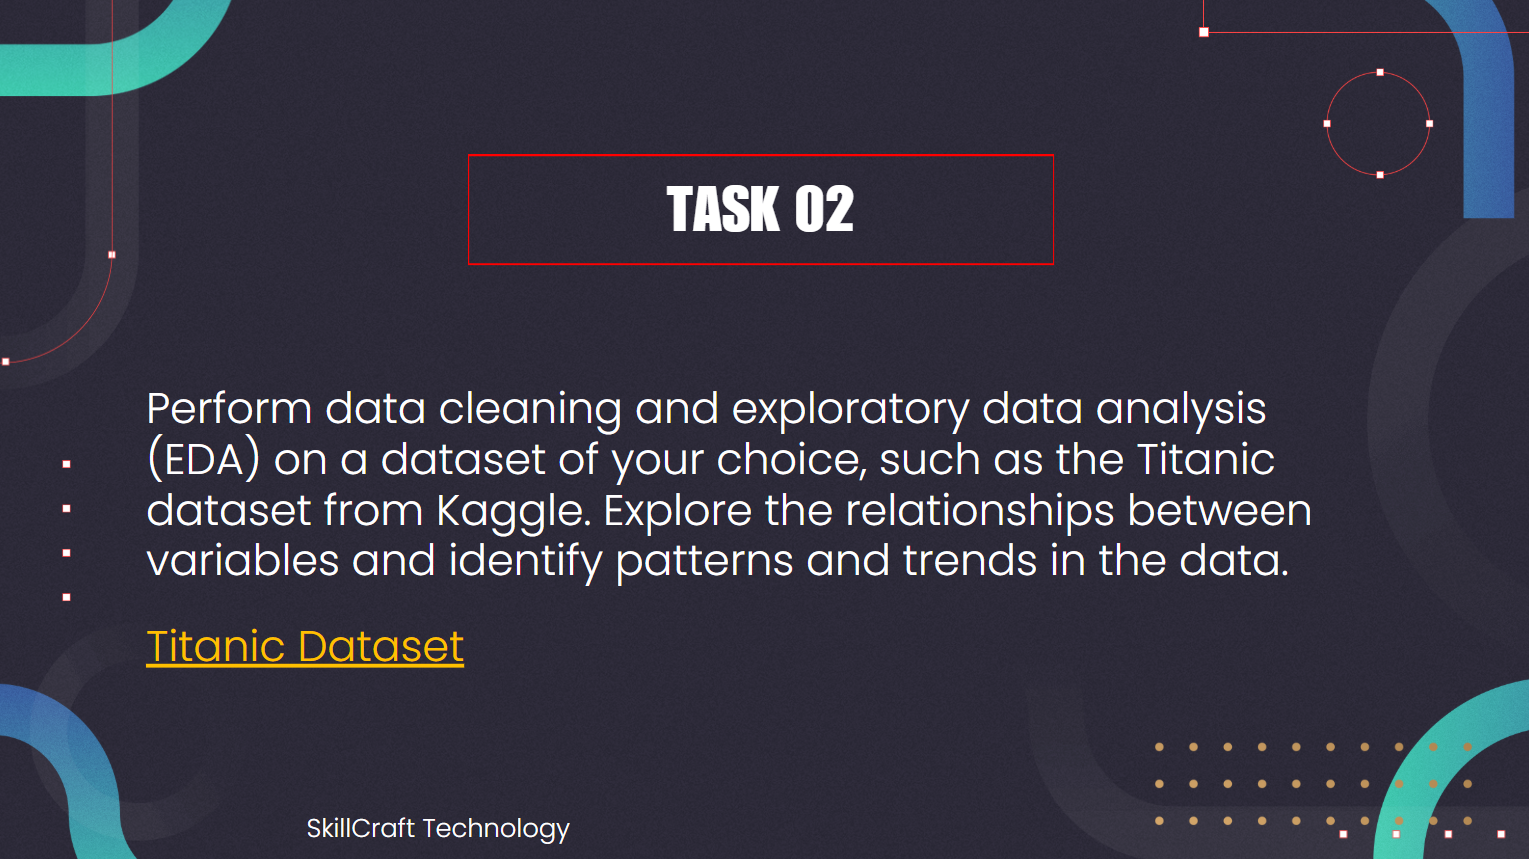 TASK 02
Perform data cleaning and exploratory data analysis
(EDA) on a dataset of your choice, such as the Titanic
dataset from Kaggle. Explore the relationships between
variables and identify patterns and trends in the data.
Titanic Dataset
SkillCraft Technology